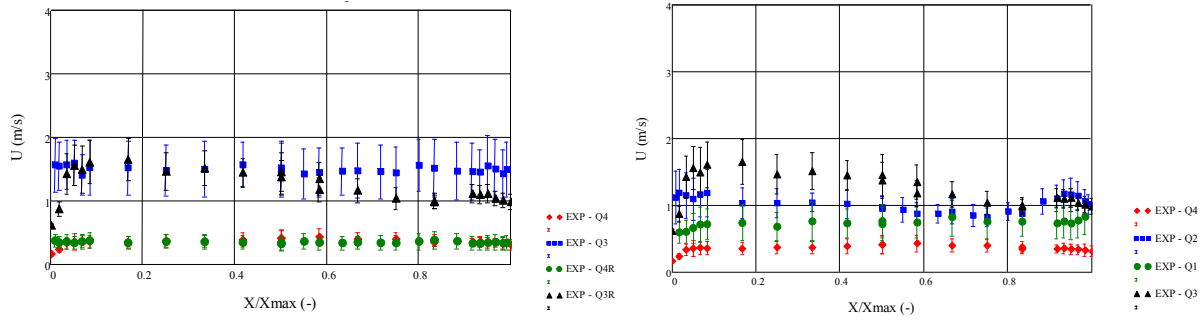 4
3
2
1
0
U (m/s)
0
0.2
0.4
0.6
0.8
X/Xmax (-)
EXP - Q4
EXP - Q3
EXP - Q4R
EXP - Q3R
4
3
2
1
0
U (m/s)
0
0.2
0.4
0.6
0.8
X/Xmax (-)
EXP - Q4
EXP - Q2
EXP - Q1
EXP - Q3